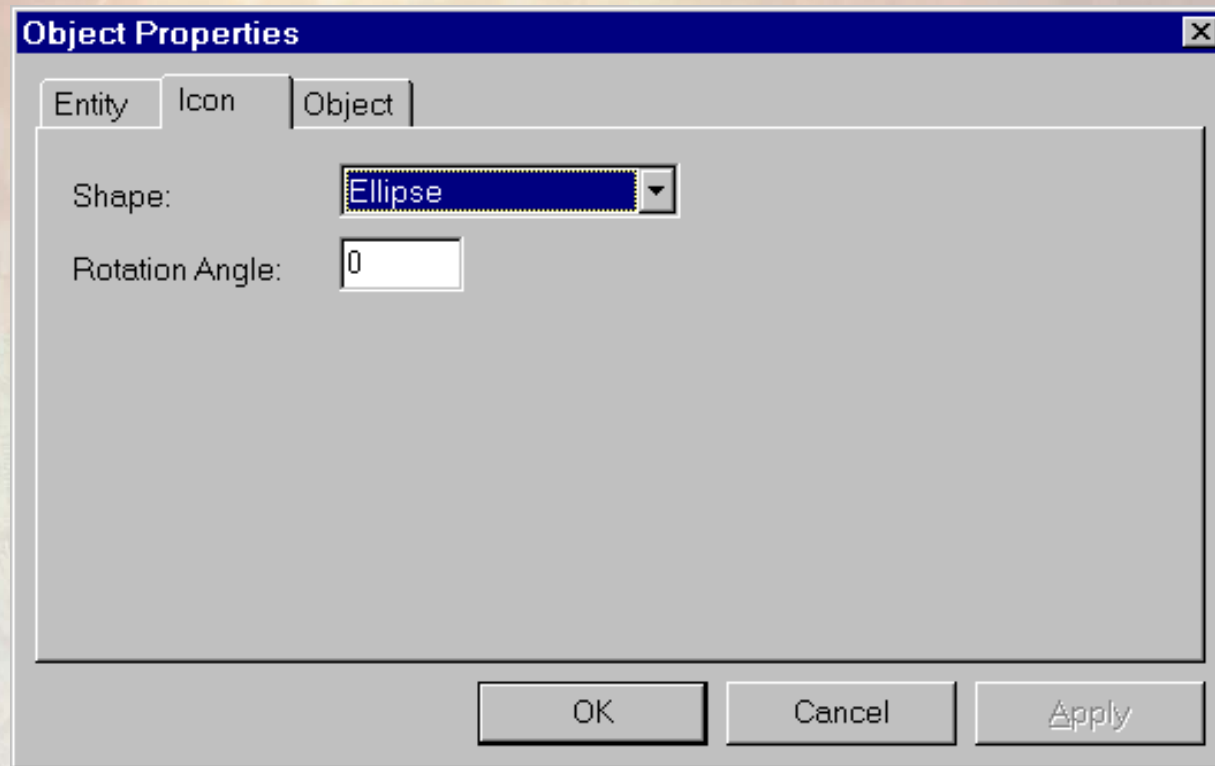 Object Properties
Entity Icon Object
Shape: Ellipse
Rotation Angle: 0
OK Cancel Apply